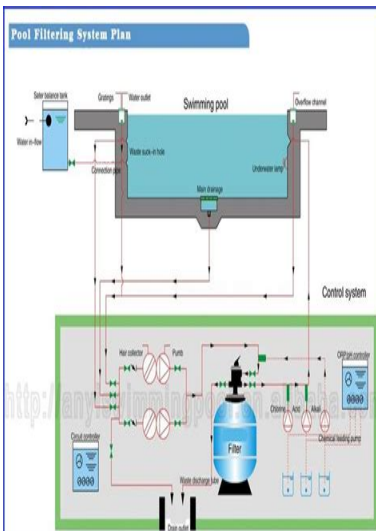 Pool Filtering System Plan
Safer balance tank
Gratings
Water outlet
Swimming pool
Overflow channel
Water in-flow
Connection pipe
Waste suck-in hole
Underwater lamp
Main drainage
Control system
Hair collector
Pumb
ORP/pH controller
Circuit controller
Filter
Chlorine
Acid
Alkali
Chemical feeding pump
Waste discharge tube
Drain outlet